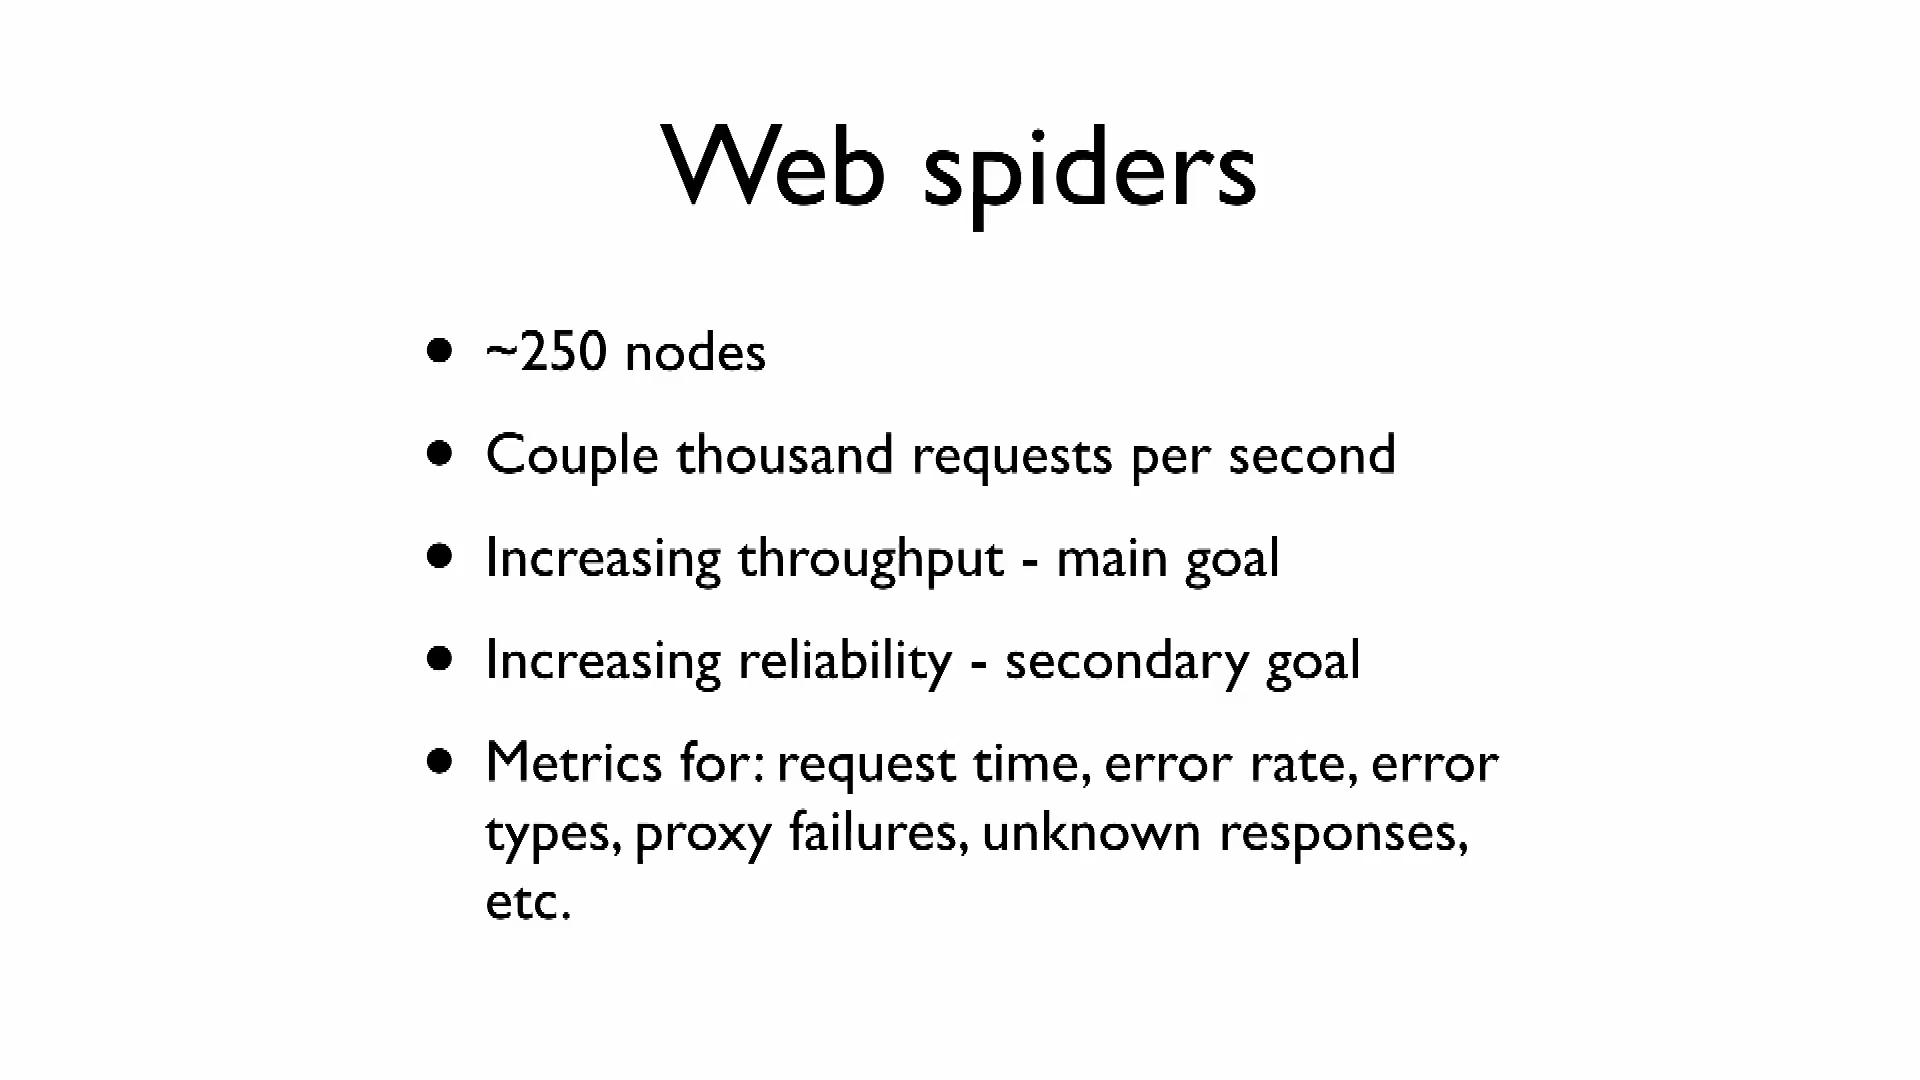 Web spiders
• ~250 nodes
• Couple thousand requests per second
• Increasing throughput - main goal
• Increasing reliability - secondary goal
• Metrics for: request time, error rate, error
types, proxy failures, unknown responses,
etc.